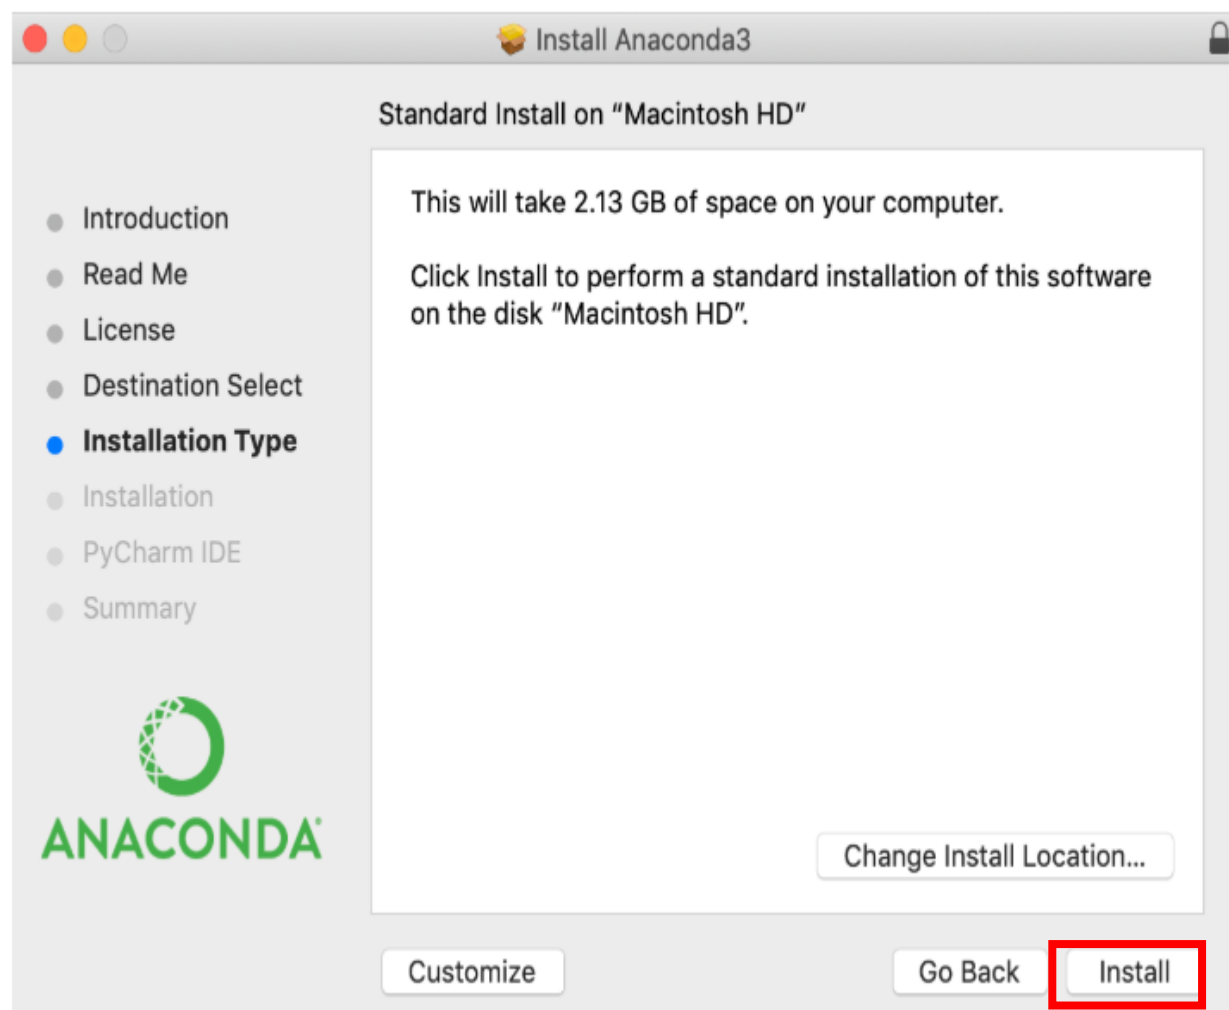 Install Anaconda3
Standard Install on “Macintosh HD”
This will take 2.13 GB of space on your computer.
Click Install to perform a standard installation of this software
on the disk “Macintosh HD”.
Introduction
Read Me
License
Destination Select
Installation Type
Installation
PyCharm IDE
Summary
ANACONDA
Change Install Location...
Customize
Go Back
Install